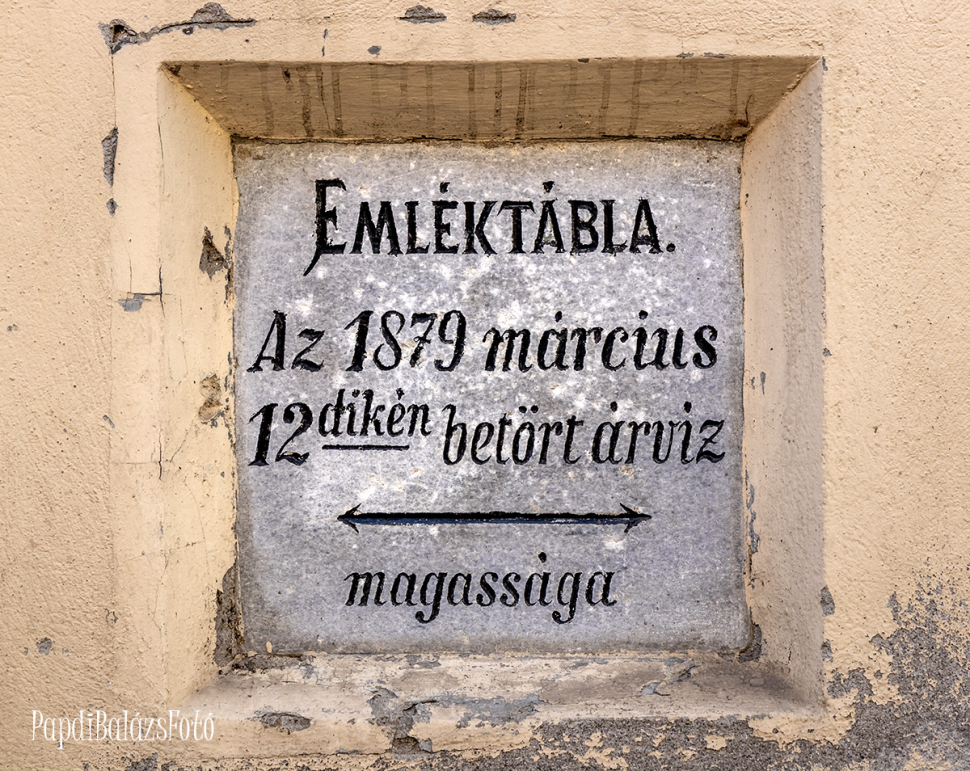 EMLÉKTÁBLA.
Az 1879 március
12dikén betört árviz
magassága
PapdiBalázsFotó